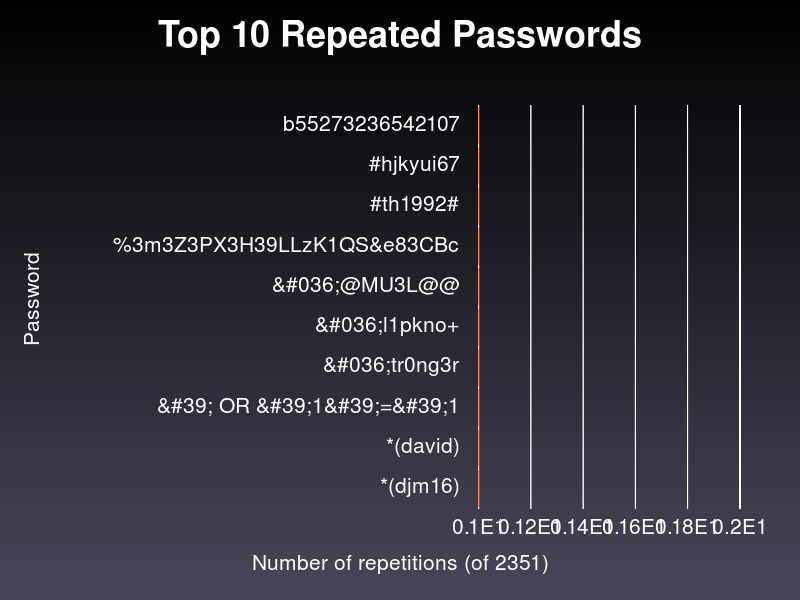 Top 10 Repeated Passwords
Password
b55273236542107
#hjkyui67
#th1992#
%3m3Z3PX3H39LLzK1QS&e83CBc
&#036;@MU3L@@
&#036;l1pkno+
&#036;tr0ng3r
&#39; OR &#39;1&#39;=&#39;1
*(david)
*(djm16)
0.1E1 0.12E1 0.14E1 0.16E1 0.18E1 0.2E1
Number of repetitions (of 2351)